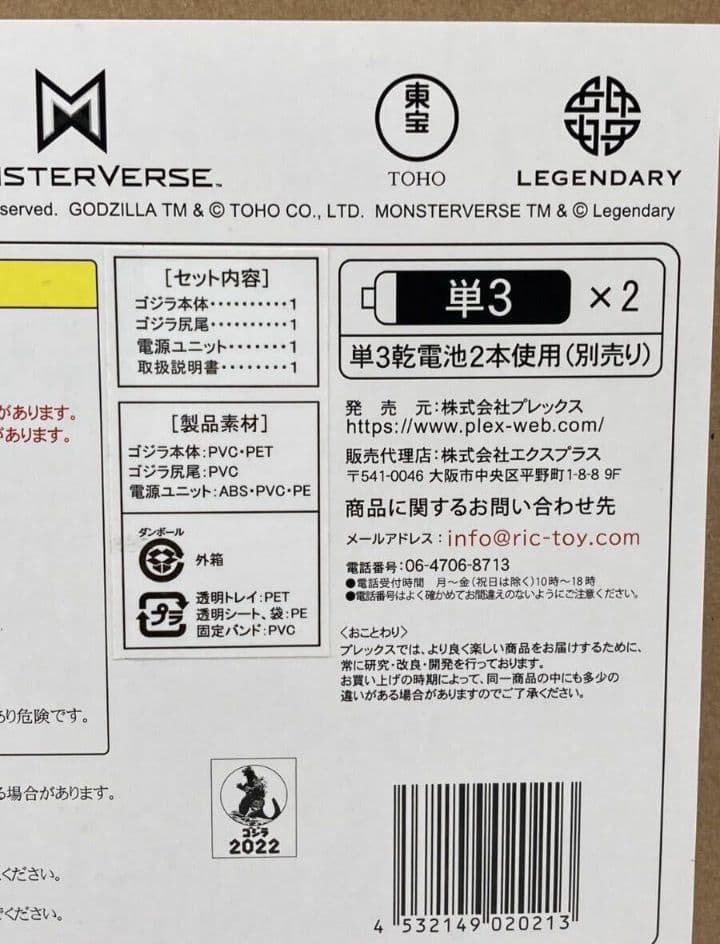 東宝
MONSTERVERSE™
TOHO
LEGENDARY
served. GODZILLA TM & © TOHO CO., LTD. MONSTERVERSE TM & © Legendary
[セット内容]
ゴジラ本体‥‥‥‥‥1
ゴジラ尻尾‥‥‥‥‥1
電源ユニット‥‥‥・1
取扱説明書‥‥‥‥1
単3 ×2
単3乾電池2本使用(別売り)
があります。
があります。
[製品素材]
ゴジラ本体:PVC・PET
ゴジラ尻尾:PVC
電源ユニット:ABS・PVC・PE
ダンボール
外箱
プラ
透明トレイ:PET
透明シート、袋:PE
固定バンド:PVC
発 売 元:株式会社プレックス
https://www.plex-web.com/
販売代理店:株式会社エクスプラス
〒541-0046 大阪市中央区平野町1-8-8 9F
商品に関するお問い合わせ先
メールアドレス:info@ric-toy.com
電話番号:06-4706-8713
●電話受付時間 月~金(祝日は除く)10時~18時
●電話番号はよく確かめてお間違えのないようにご注意ください。
<おことわり>
プレックスでは、より良く楽しい商品をお届けするために、
常に研究・改良・開発を行っております。
お買い上げの時期によって、同一商品の中にも多少の
違いがある場合がありますのでご了承ください。
あり危険です。
る場合があります。
ください。
でください。
ゴジラ
2022
4 532149 020213